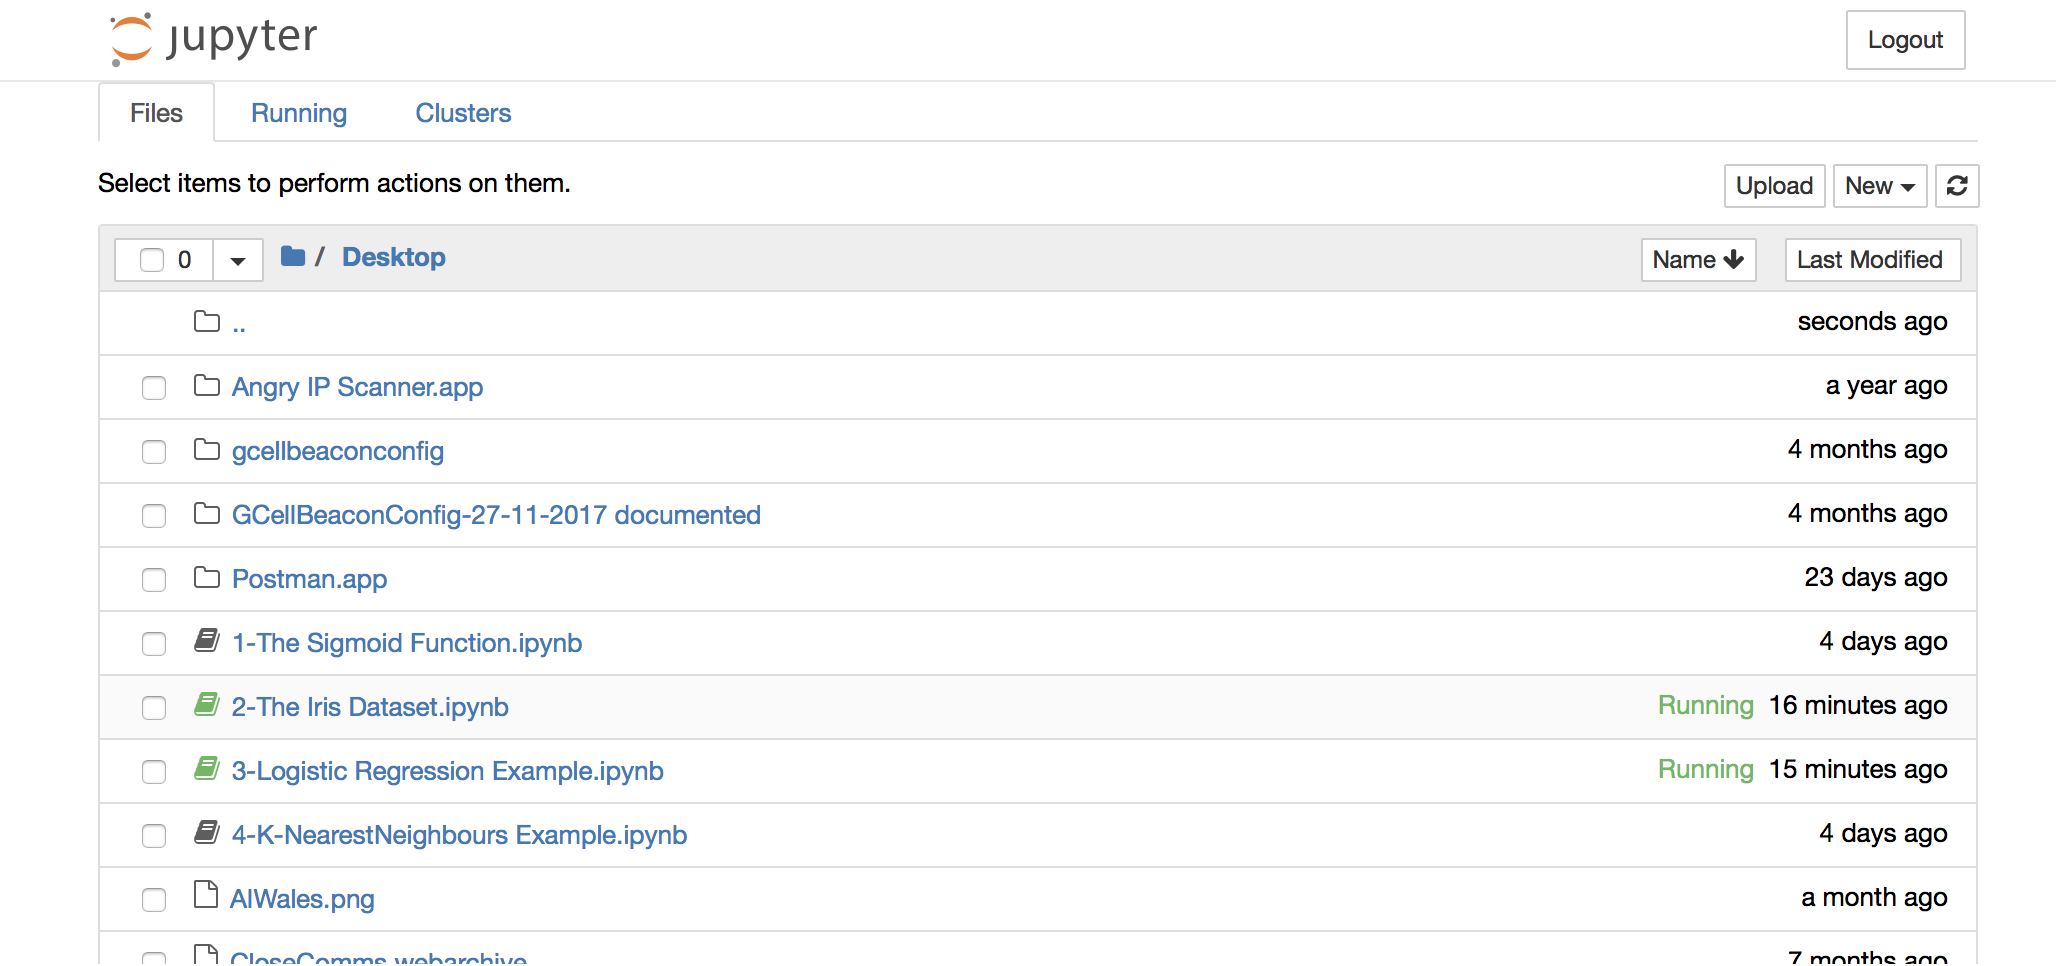 jupyter
Logout
Files Running Clusters
Select items to perform actions on them.
Upload New
0 / Desktop Name Last Modified
.. seconds ago
Angry IP Scanner.app a year ago
gcellbeaconconfig 4 months ago
GCellBeaconConfig-27-11-2017 documented 4 months ago
Postman.app 23 days ago
1-The Sigmoid Function.ipynb 4 days ago
2-The Iris Dataset.ipynb Running 16 minutes ago
3-Logistic Regression Example.ipynb Running 15 minutes ago
4-K-NearestNeighbours Example.ipynb 4 days ago
AIWales.png a month ago
CloseComms.webarchive 7 months ago